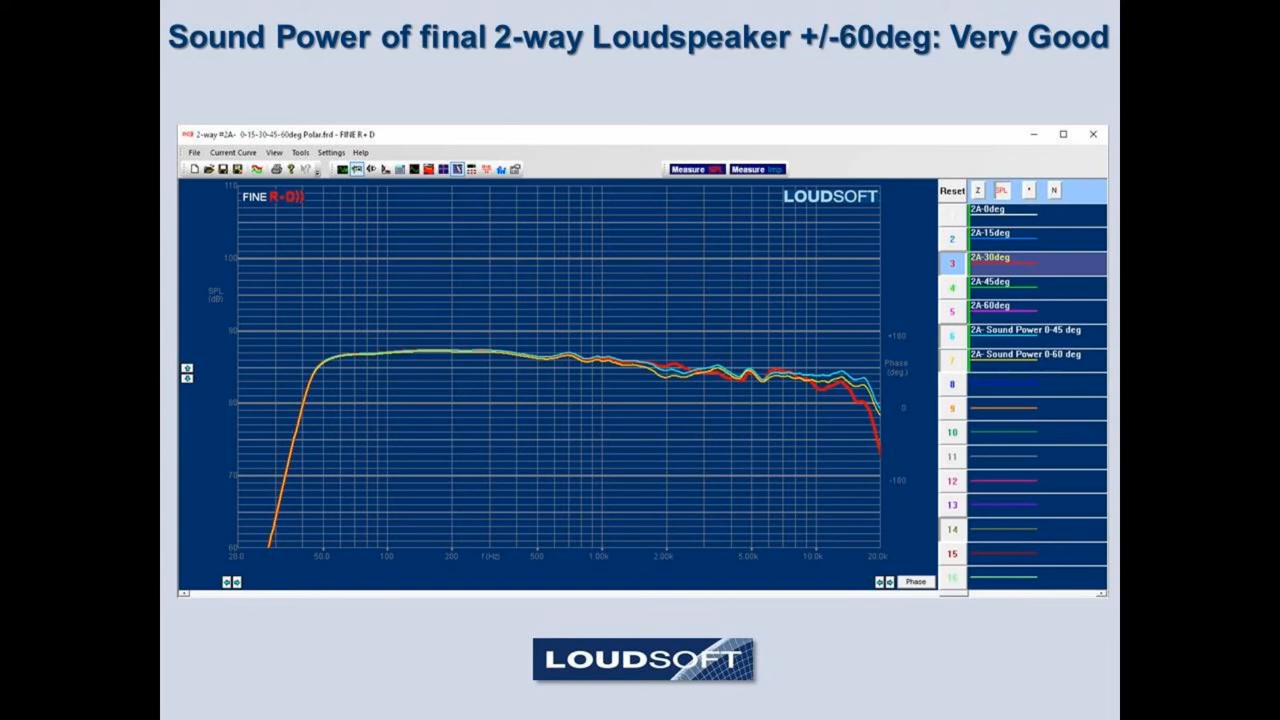 Sound Power of final 2-way Loudspeaker +/-60deg: Very Good
2-way #2A- 0-15-30-45-60deg Polar.frd - FINE R+D
File Current Curve View Tools Settings Help
Measure SPL Measure Imp
FINE R+D))
LOUDSOFT
Reset Z SPL * N
110
100
90
80
70
60
SPL
(dB)
+180
Phase
(deg.)
0
-180
20.0 50.0 100 200 f (Hz) 500 1.00k 2.00k 5.00k 10.0k 20.0k
Phase
2A-0deg
2 2A-15deg
3 2A-30deg
4 2A-45deg
5 2A-60deg
6 2A- Sound Power 0-45 deg
7 2A- Sound Power 0-60 deg
8
9
10
11
12
13
14
15
16
LOUDSOFT